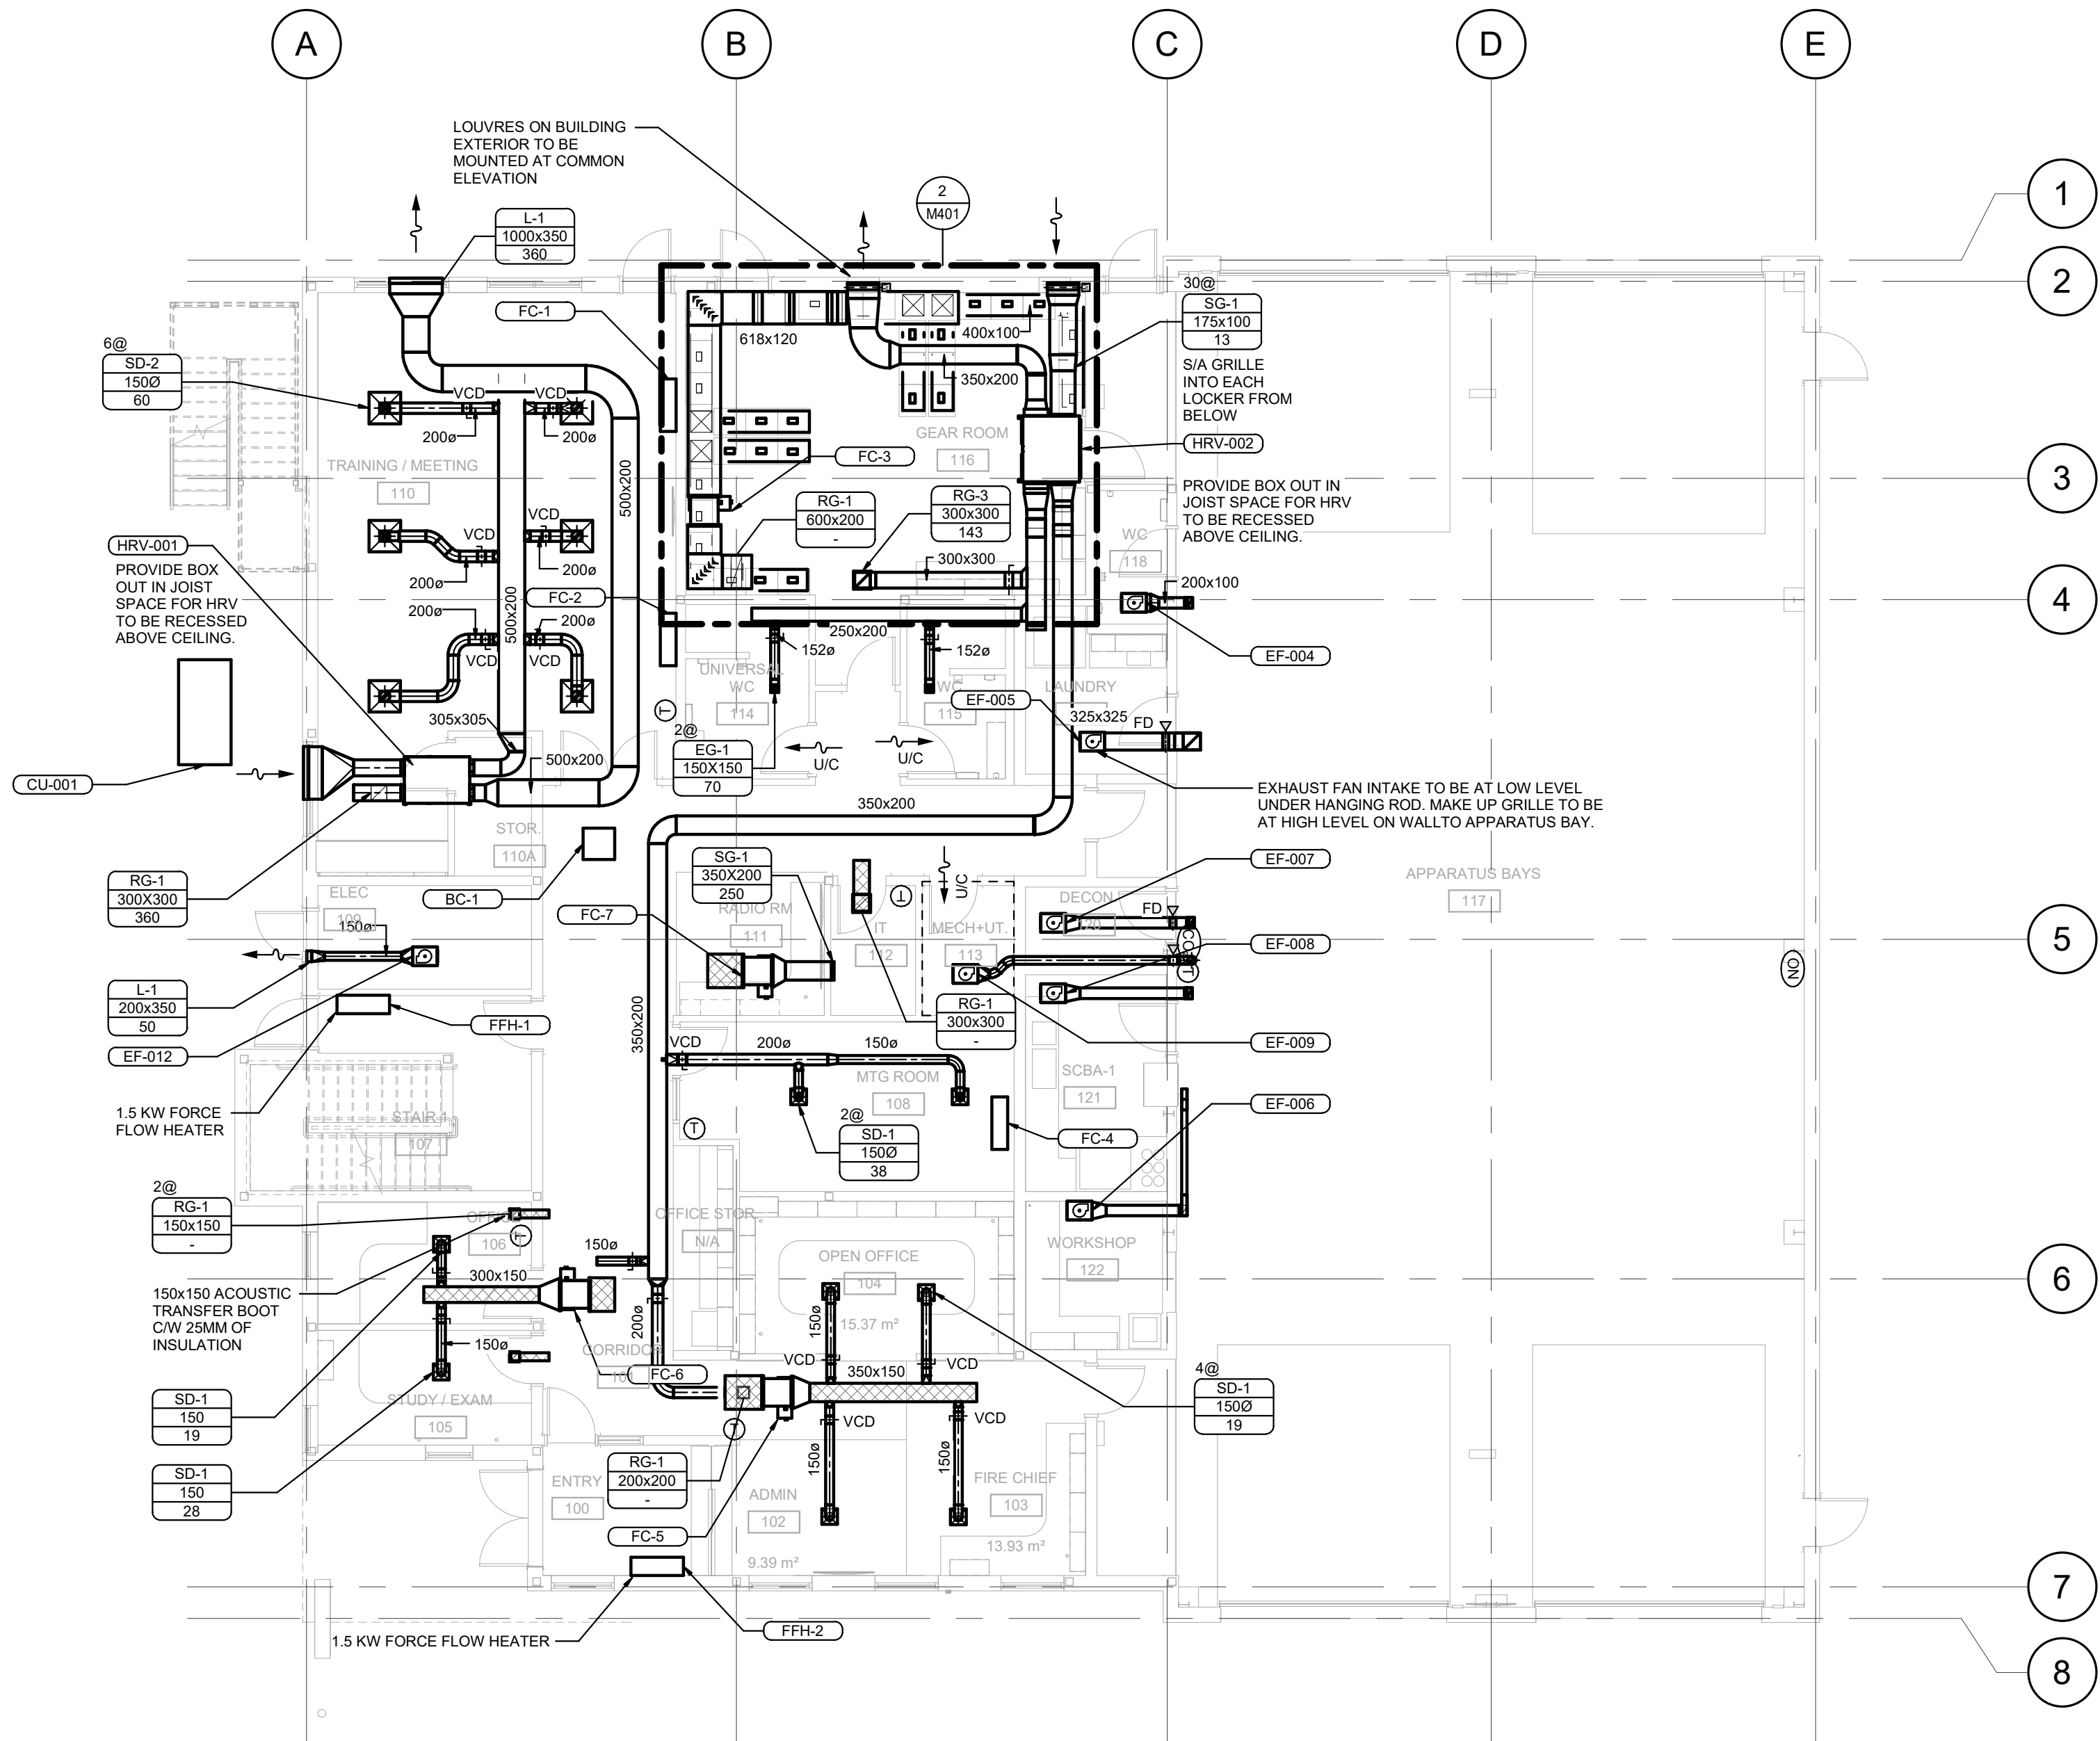 A
B
C
D
E
1
2
3
4
5
6
7
8
LOUVRES ON BUILDING
EXTERIOR TO BE
MOUNTED AT COMMON
ELEVATION
2
M401
L-1
1000x350
360
FC-1
6@
SD-2
150Ø
60
VCD
VCD
200ø
200ø
TRAINING / MEETING
110
500x200
VCD
VCD
200ø
200ø
200ø
200ø
VCD
VCD
500x200
305x305
500x200
HRV-001
PROVIDE BOX
OUT IN JOIST
SPACE FOR HRV
TO BE RECESSED
ABOVE CEILING.
CU-001
618x120
400x100
350x200
GEAR ROOM
116
FC-3
RG-1
600x200
-
RG-3
300x300
143
300x300
FC-2
250x200
152ø
152ø
30@
SG-1
175x100
13
S/A GRILLE
INTO EACH
LOCKER FROM
BELOW
HRV-002
PROVIDE BOX OUT IN
JOIST SPACE FOR HRV
TO BE RECESSED
ABOVE CEILING.
WC
118
200x100
EF-004
UNIVERSAL
WC
114
WC
115
LAUNDRY
EF-005
325x325
FD
T
2@
EG-1
150X150
70
U/C
U/C
EXHAUST FAN INTAKE TO BE AT LOW LEVEL
UNDER HANGING ROD. MAKE UP GRILLE TO BE
AT HIGH LEVEL ON WALLTO APPARATUS BAY.
350x200
STOR.
110A
BC-1
RG-1
300X300
360
ELEC
109
150ø
L-1
200x350
50
EF-012
FFH-1
1.5 KW FORCE
FLOW HEATER
STAIR 1
107
SG-1
350X200
250
RADIO RM
111
FC-7
IT
112
T
U/C
MECH+UT.
113
RG-1
300x300
-
DECON
120
FD
CO
T
NO
EF-007
EF-008
EF-009
EF-006
APPARATUS BAYS
117
350x200
VCD
200ø
150ø
MTG ROOM
108
T
2@
SD-1
150Ø
38
FC-4
SCBA-1
121
2@
RG-1
150x150
-
OFFICE
106
T
150x150 ACOUSTIC
TRANSFER BOOT
C/W 25MM OF
INSULATION
300x150
150ø
150ø
200ø
OFFICE STOR.
N/A
OPEN OFFICE
104
15.37 m²
WORKSHOP
122
CORRIDOR
101
FC-6
STUDY / EXAM
105
SD-1
150
19
SD-1
150
28
150ø
150ø
VCD
VCD
350x150
VCD
VCD
150ø
150ø
T
4@
SD-1
150Ø
19
ENTRY
100
RG-1
200x200
-
FC-5
ADMIN
102
9.39 m²
FIRE CHIEF
103
13.93 m²
1.5 KW FORCE FLOW HEATER
FFH-2